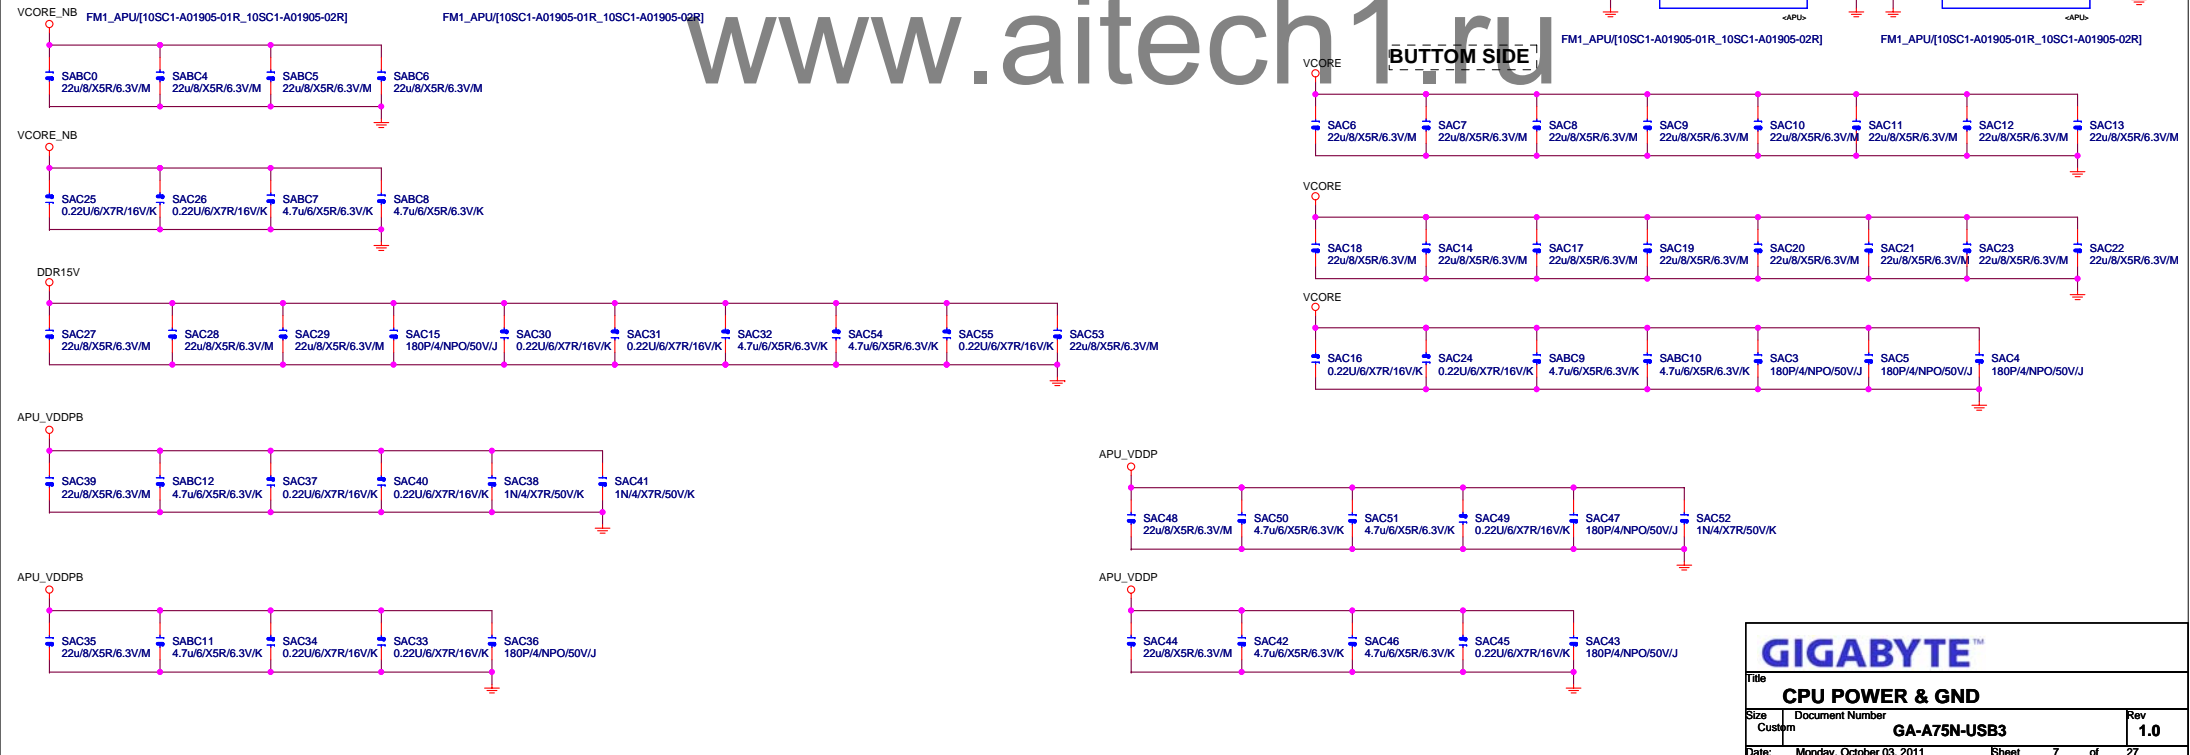 VCORE_NB
FM1_APU/[10SC1-A01905-01R_10SC1-A01905-02R]
FM1_APU/[10SC1-A01905-01R_10SC1-A01905-02R]
www.aitech1.ru
<APU>
<APU>
FM1_APU/[10SC1-A01905-01R_10SC1-A01905-02R]
FM1_APU/[10SC1-A01905-01R_10SC1-A01905-02R]
SABC0
22u/8/X5R/6.3V/M
SABC4
22u/8/X5R/6.3V/M
SABC5
22u/8/X5R/6.3V/M
SABC6
22u/8/X5R/6.3V/M
VCORE_NB
SAC25
0.22U/6/X7R/16V/K
SAC26
0.22U/6/X7R/16V/K
SABC7
4.7u/6/X5R/6.3V/K
SABC8
4.7u/6/X5R/6.3V/K
DDR15V
SAC27
22u/8/X5R/6.3V/M
SAC28
22u/8/X5R/6.3V/M
SAC29
22u/8/X5R/6.3V/M
SAC15
180P/4/NPO/50V/J
SAC30
0.22U/6/X7R/16V/K
SAC31
0.22U/6/X7R/16V/K
SAC32
4.7u/6/X5R/6.3V/K
SAC54
4.7u/6/X5R/6.3V/K
SAC55
0.22U/6/X7R/16V/K
SAC53
22u/8/X5R/6.3V/M
APU_VDDPB
SAC39
22u/8/X5R/6.3V/M
SABC12
4.7u/6/X5R/6.3V/K
SAC37
0.22U/6/X7R/16V/K
SAC40
0.22U/6/X7R/16V/K
SAC38
1N/4/X7R/50V/K
SAC41
1N/4/X7R/50V/K
APU_VDDPB
SAC35
22u/8/X5R/6.3V/M
SABC11
4.7u/6/X5R/6.3V/K
SAC34
0.22U/6/X7R/16V/K
SAC33
0.22U/6/X7R/16V/K
SAC36
180P/4/NPO/50V/J
BUTTOM SIDE
VCORE
SAC6
22u/8/X5R/6.3V/M
SAC7
22u/8/X5R/6.3V/M
SAC8
22u/8/X5R/6.3V/M
SAC9
22u/8/X5R/6.3V/M
SAC10
22u/8/X5R/6.3V/M
SAC11
22u/8/X5R/6.3V/M
SAC12
22u/8/X5R/6.3V/M
SAC13
22u/8/X5R/6.3V/M
VCORE
SAC18
22u/8/X5R/6.3V/M
SAC14
22u/8/X5R/6.3V/M
SAC17
22u/8/X5R/6.3V/M
SAC19
22u/8/X5R/6.3V/M
SAC20
22u/8/X5R/6.3V/M
SAC21
22u/8/X5R/6.3V/M
SAC23
22u/8/X5R/6.3V/M
SAC22
22u/8/X5R/6.3V/M
VCORE
SAC16
0.22U/6/X7R/16V/K
SAC24
0.22U/6/X7R/16V/K
SABC9
4.7u/6/X5R/6.3V/K
SABC10
4.7u/6/X5R/6.3V/K
SAC3
180P/4/NPO/50V/J
SAC5
180P/4/NPO/50V/J
SAC4
180P/4/NPO/50V/J
APU_VDDP
SAC48
22u/8/X5R/6.3V/M
SAC50
4.7u/6/X5R/6.3V/K
SAC51
4.7u/6/X5R/6.3V/K
SAC49
0.22U/6/X7R/16V/K
SAC47
180P/4/NPO/50V/J
SAC52
1N/4/X7R/50V/K
APU_VDDP
SAC44
22u/8/X5R/6.3V/M
SAC42
4.7u/6/X5R/6.3V/K
SAC46
4.7u/6/X5R/6.3V/K
SAC45
0.22U/6/X7R/16V/K
SAC43
180P/4/NPO/50V/J
GIGABYTE™
Title
CPU POWER & GND
Size
Custom
Document Number
GA-A75N-USB3
Rev
1.0
Date: Monday, October 03, 2011 Sheet 7 of 27